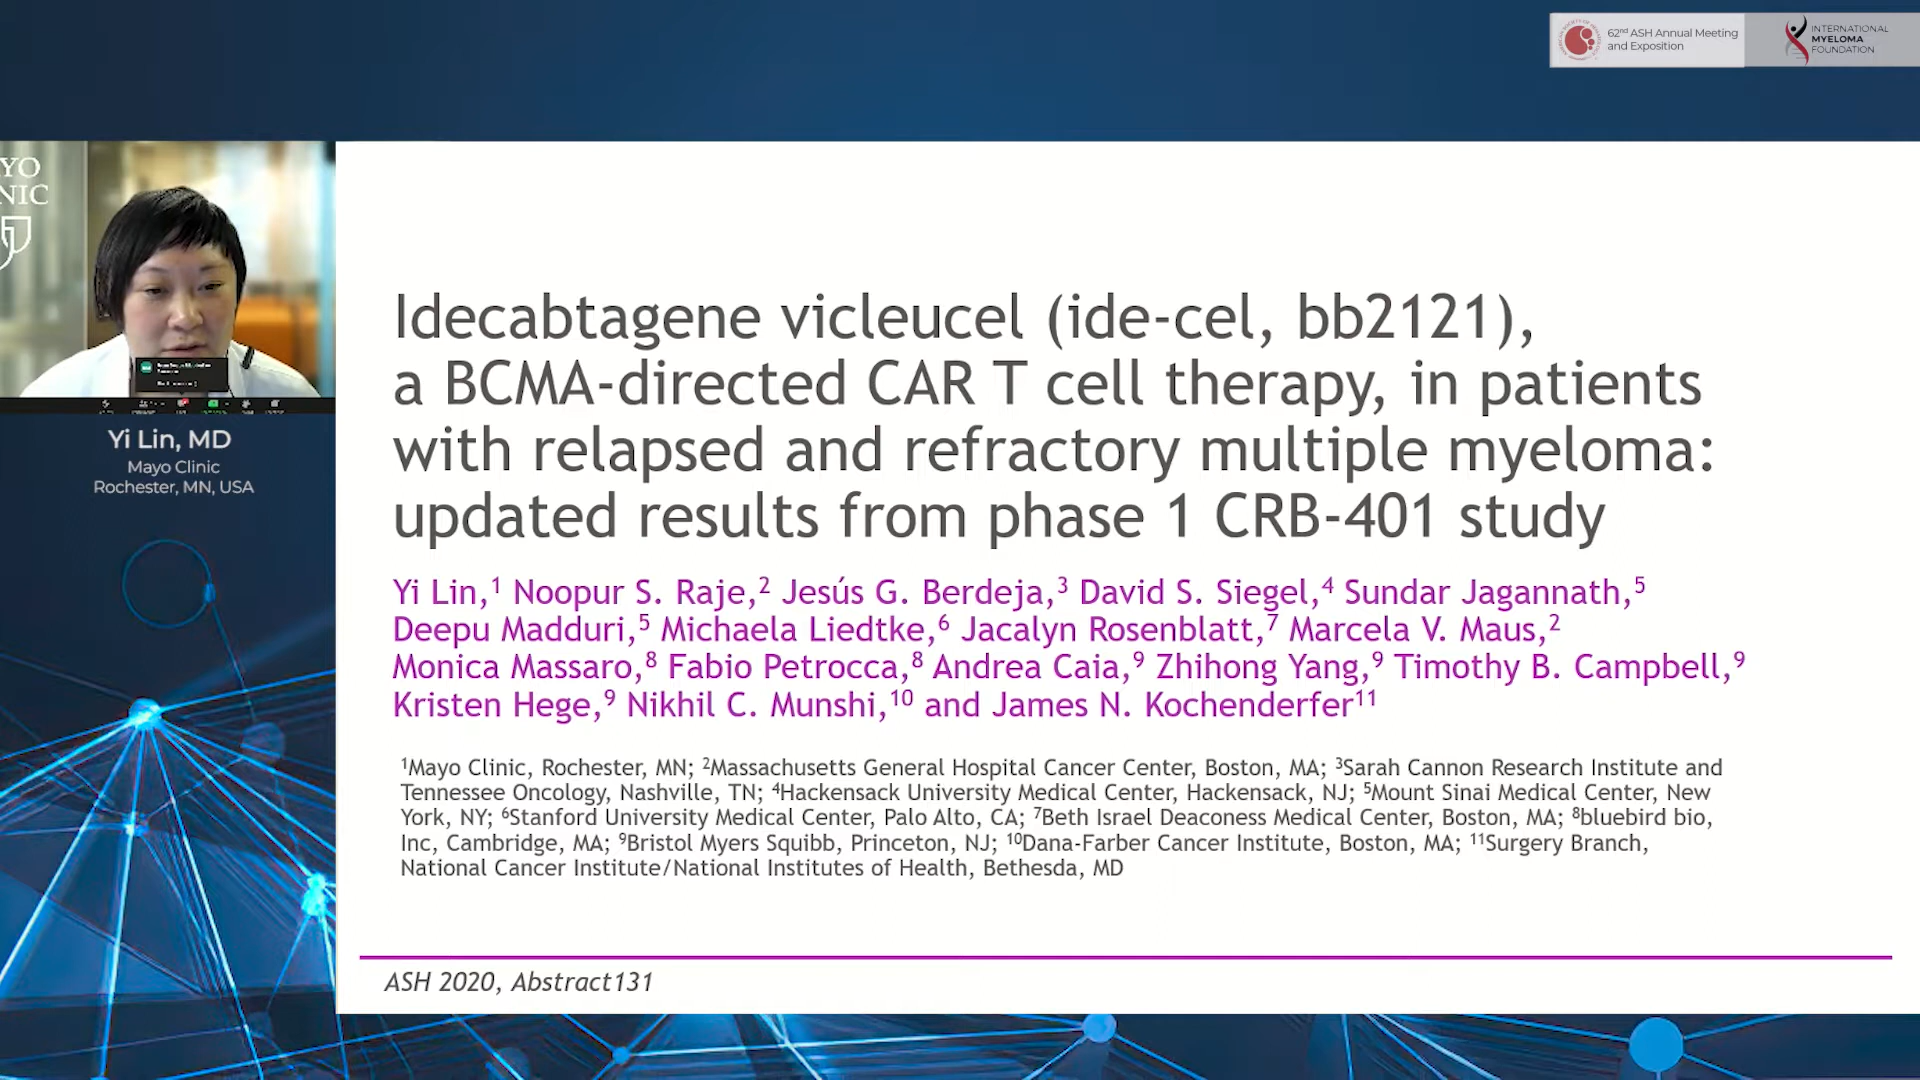 62nd ASH Annual Meeting
and Exposition
INTERNATIONAL
MYELOMA
FOUNDATION
YO
NIC
Yi Lin, MD
Mayo Clinic
Rochester, MN, USA
Idecabtagene vicleucel (ide-cel, bb2121),
a BCMA-directed CAR T cell therapy, in patients
with relapsed and refractory multiple myeloma:
updated results from phase 1 CRB-401 study
Yi Lin,1 Noopur S. Raje,2 Jesús G. Berdeja,3 David S. Siegel,4 Sundar Jagannath,5
Deepu Madduri,5 Michaela Liedtke,6 Jacalyn Rosenblatt,7 Marcela V. Maus,2
Monica Massaro,8 Fabio Petrocca,8 Andrea Caia,9 Zhihong Yang,9 Timothy B. Campbell,9
Kristen Hege,9 Nikhil C. Munshi,10 and James N. Kochenderfer11
1Mayo Clinic, Rochester, MN; 2Massachusetts General Hospital Cancer Center, Boston, MA; 3Sarah Cannon Research Institute and
Tennessee Oncology, Nashville, TN; 4Hackensack University Medical Center, Hackensack, NJ; 5Mount Sinai Medical Center, New
York, NY; 6Stanford University Medical Center, Palo Alto, CA; 7Beth Israel Deaconess Medical Center, Boston, MA; 8bluebird bio,
Inc, Cambridge, MA; 9Bristol Myers Squibb, Princeton, NJ; 10Dana-Farber Cancer Institute, Boston, MA; 11Surgery Branch,
National Cancer Institute/National Institutes of Health, Bethesda, MD
ASH 2020, Abstract131